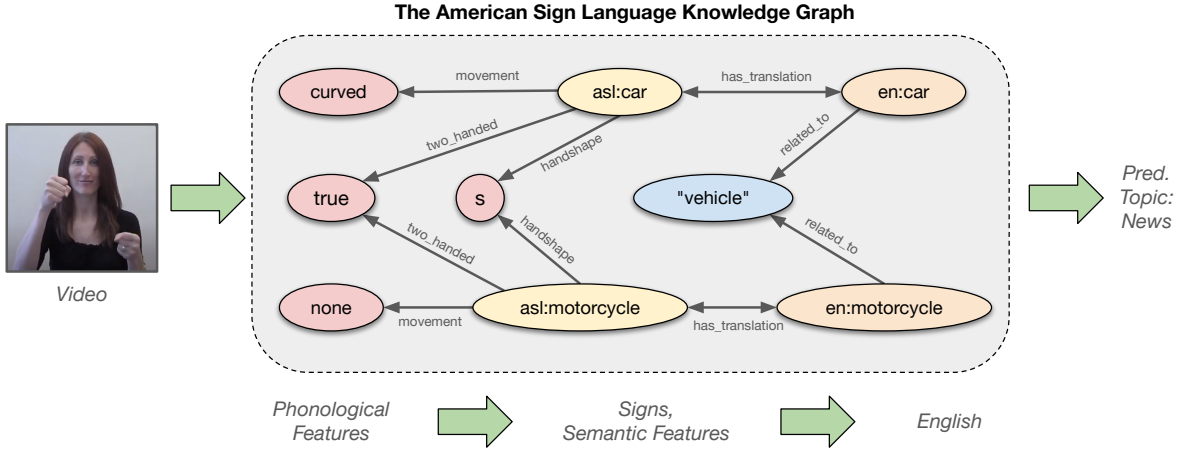 The American Sign Language Knowledge Graph
curved
movement
asl:car
has_translation
en:car
two_handed
handshape
related_to
true
s
"vehicle"
Pred.
Topic:
News
two_handed
handshape
related_to
Video
none
movement
asl:motorcycle
has_translation
en:motorcycle
Phonological
Features
Signs,
Semantic Features
English